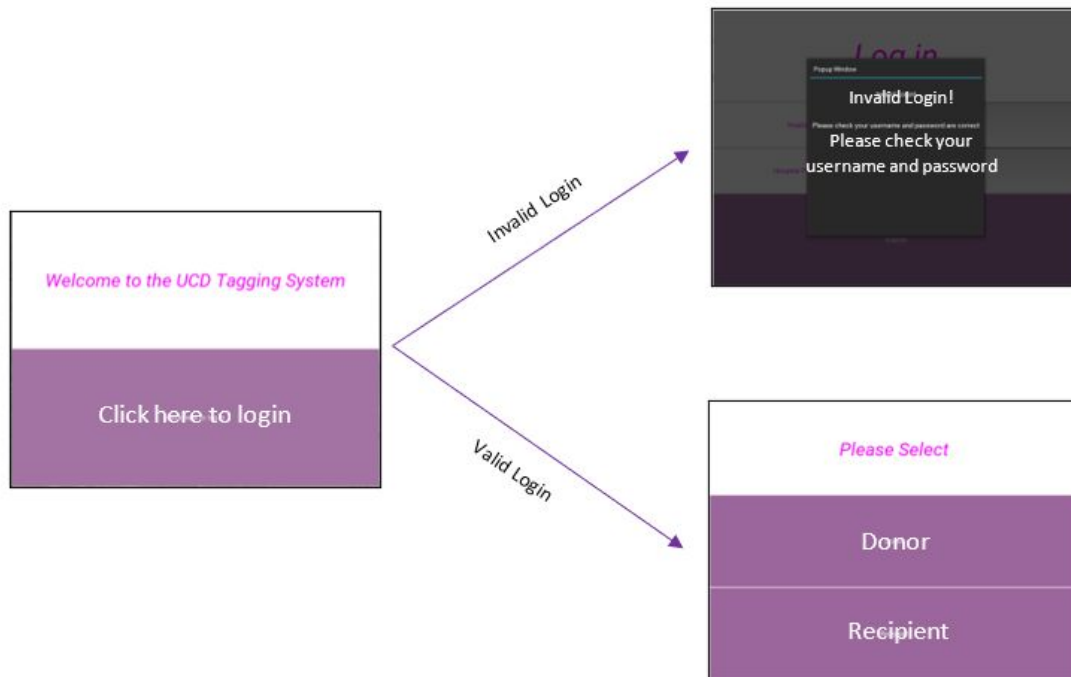 Welcome to the UCD Tagging System
Click here to login
Invalid Login
Valid Login
Log in
Popup Window
Invalid Login!
Please check your username and password are correct
Please check your
username and password
Please Select
Donor
Recipient